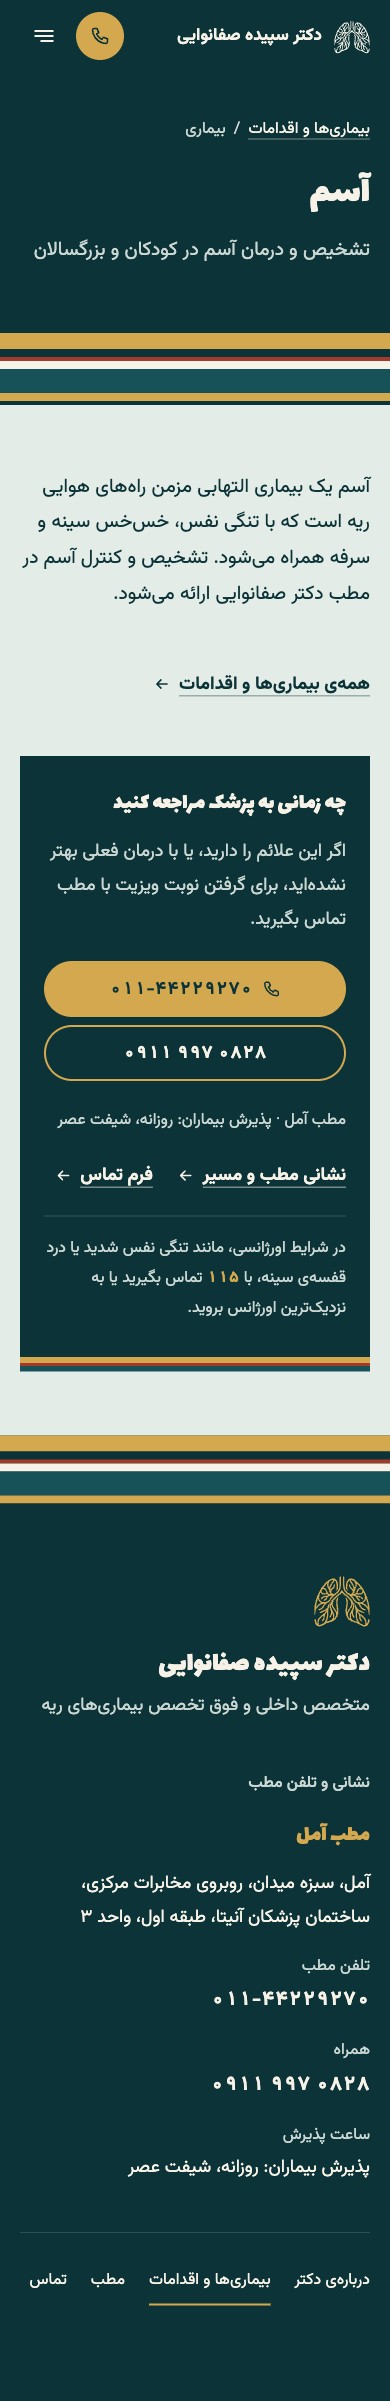 دکتر سپیده صفانوایی
بیماری‌ها و اقدامات / بیماری
آسم
تشخیص و درمان آسم در کودکان و بزرگسالان
آسم یک بیماری التهابی مزمن راه‌های هوایی
ریه است که با تنگی نفس، خس‌خس سینه و
سرفه همراه می‌شود. تشخیص و کنترل آسم در
مطب دکتر صفانوایی ارائه می‌شود.
همه‌ی بیماری‌ها و اقدامات ←
چه زمانی به پزشک مراجعه کنید
اگر این علائم را دارید، یا با درمان فعلی بهتر
نشده‌اید، برای گرفتن نوبت ویزیت با مطب
تماس بگیرید.
۰۱۱-۴۴۲۲۹۲۷۰
۰۹۱۱ ۹۹۷ ۰۸۲۸
مطب آمل · پذیرش بیماران: روزانه، شیفت عصر
نشانی مطب و مسیر ← فرم تماس ←
در شرایط اورژانسی، مانند تنگی نفس شدید یا درد
قفسه‌ی سینه، با ۱۱۵ تماس بگیرید یا به
نزدیک‌ترین اورژانس بروید.
دکتر سپیده صفانوایی
متخصص داخلی و فوق تخصص بیماری‌های ریه
نشانی و تلفن مطب
مطب آمل
آمل، سبزه میدان، روبروی مخابرات مرکزی،
ساختمان پزشکان آنیتا، طبقه اول، واحد ۳
تلفن مطب
۰۱۱-۴۴۲۲۹۲۷۰
همراه
۰۹۱۱ ۹۹۷ ۰۸۲۸
ساعت پذیرش
پذیرش بیماران: روزانه، شیفت عصر
درباره‌ی دکتر بیماری‌ها و اقدامات مطب تماس